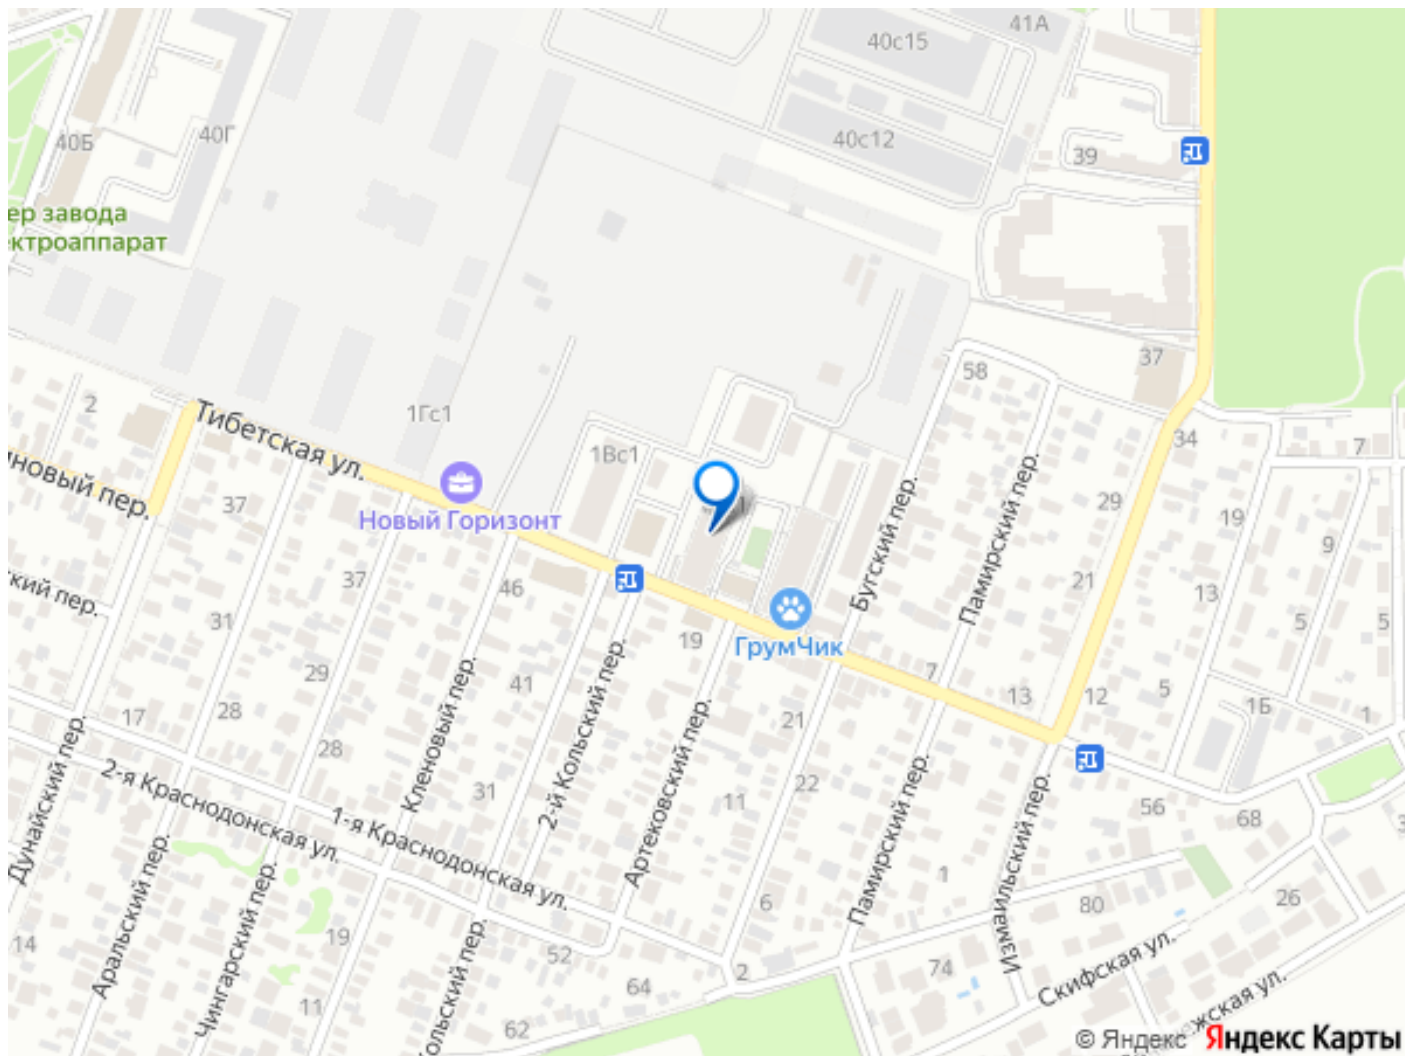 41А
40с15
40Б
40Г
40с12
39
ер завода
ктроаппарат
37
58
2
Тибетская ул.
1Гс1
1Вс1
34
7
новый пер.
37
Новый Горизонт
Бугский пер.
Памирский пер.
29
19
9
кий пер.
37
46
21
13
5
5
31
19
ГрумЧик
29
41
7
13
12
5
1Б
1
17
28
28
Кленовый пер.
2-й Кольский пер.
Артековский пер.
21
22
Дунайский пер.
2-я Краснодонская ул.
1-я Краснодонская ул.
31
11
Памирский пер.
Измаильский пер.
56
68
Аральский пер.
Чингарский пер.
1
6
80
26
14
19
52
2
74
Скифская ул.
11
ольский пер.
64
62
жская ул.
© Яндекс Яндекс Карты